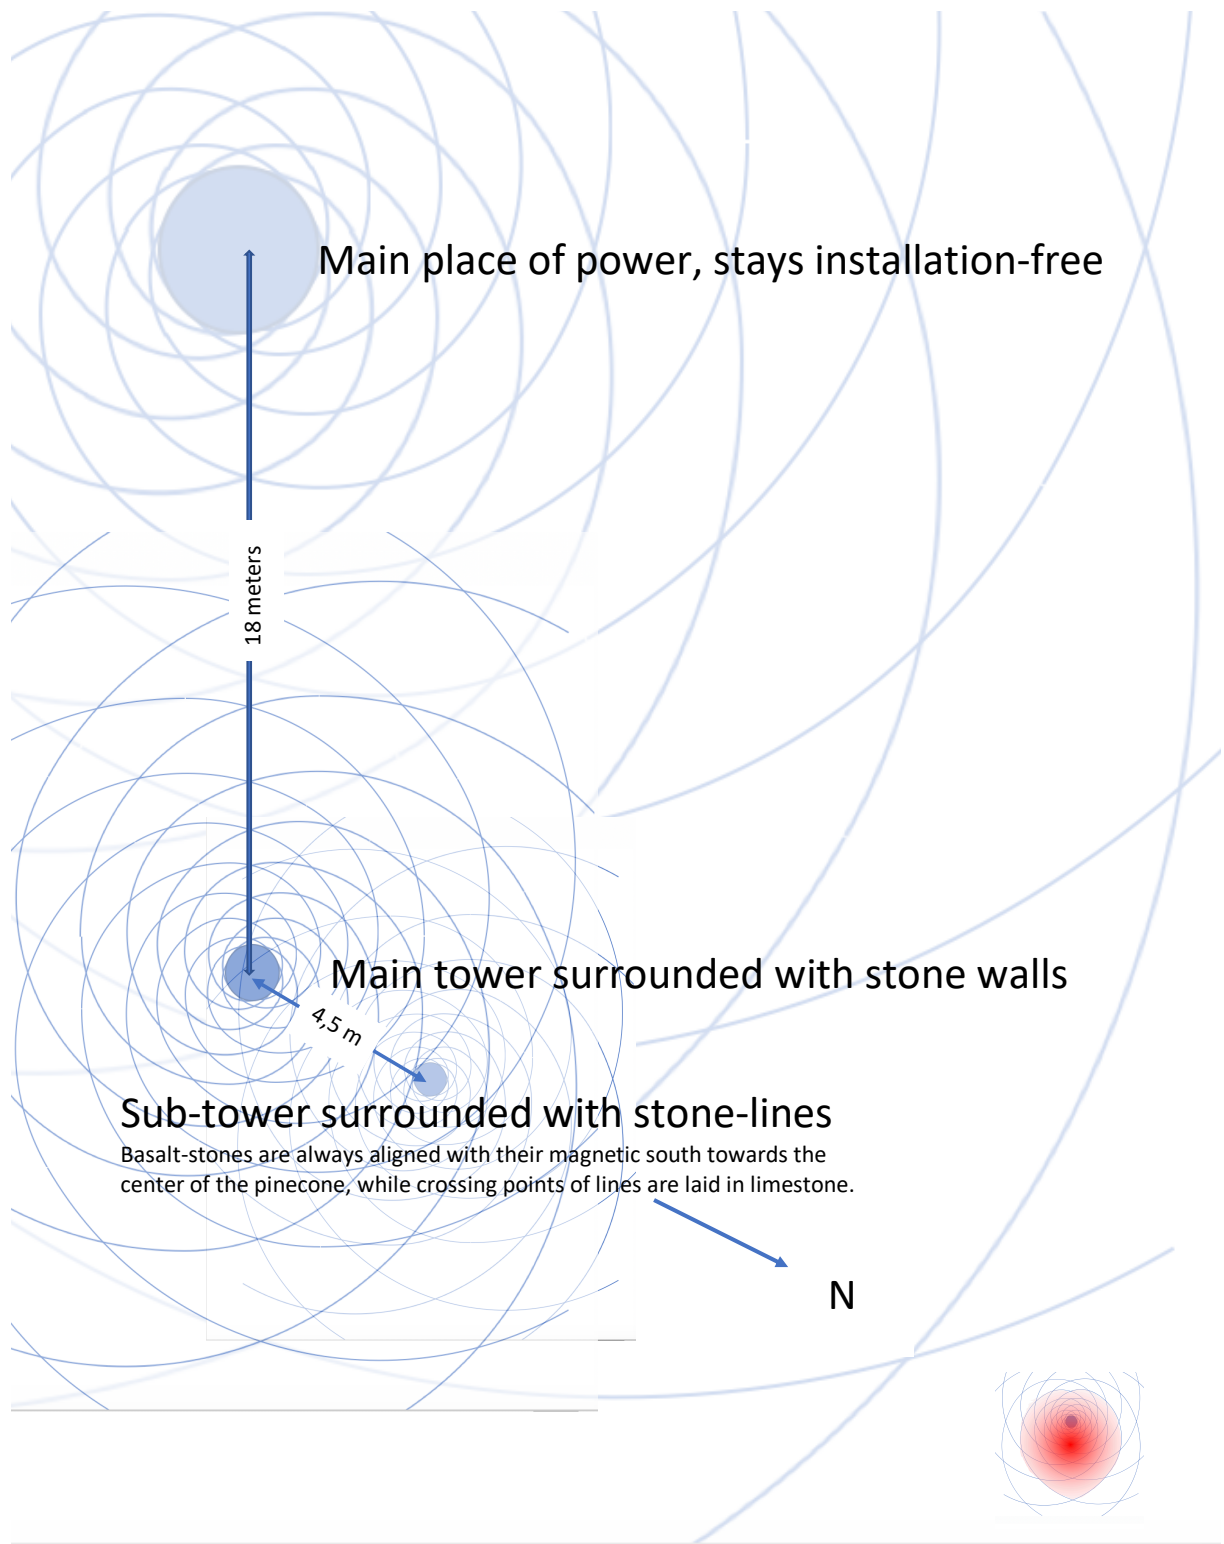 Main place of power, stays installation-free
18 meters
Main tower surrounded with stone walls
4,5 m
Sub-tower surrounded with stone-lines
Basalt-stones are always aligned with their magnetic south towards the
center of the pinecone, while crossing points of lines are laid in limestone.
N